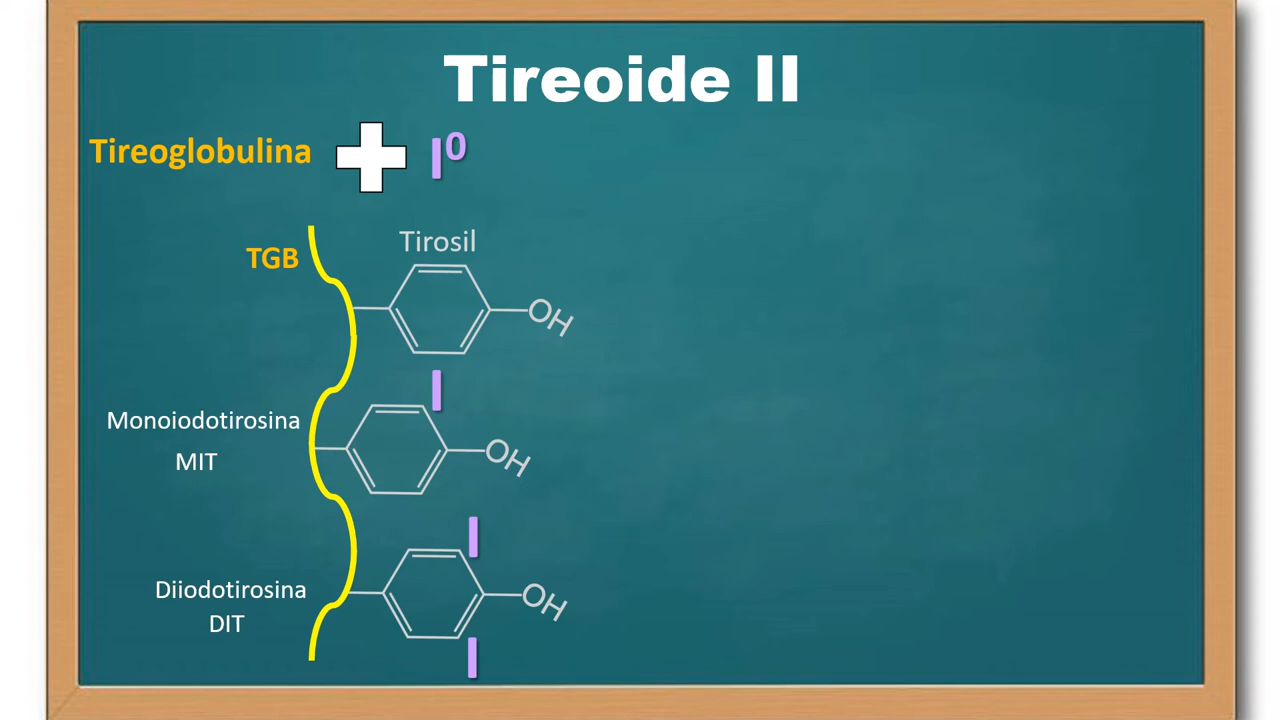 Tireoide II
Tireoglobulina I⁰
TGB
Tirosil
OH
I
Monoiodotirosina
MIT
OH
I
Diiodotirosina
DIT
OH
I